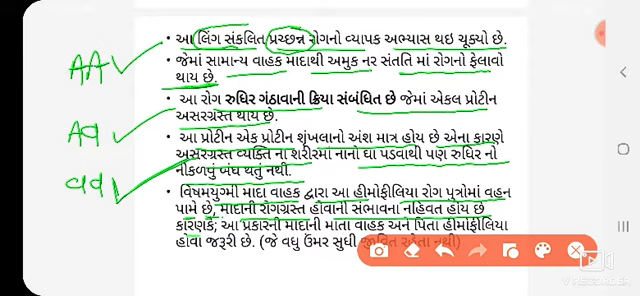 આ લિંગ સંકલિત પ્રચ્છન્ન રોગનો વ્યાપક અભ્યાસ થઇ ચૂક્યો છે.
જેમાં સામાન્ય વાહક માદાથી અમુક નર સંતતિ માં રોગનો ફેલાવો
થાય છે.
આ રોગ રુધિર ગંઠાવાની ક્રિયા સંબંધિત છે જેમાં એકલ પ્રોટીન
અસરગ્રસ્ત થાય છે.
આ પ્રોટીન એક પ્રોટીન શૃંખલાનો અંશ માત્ર હોય છે એના કારણે
અસરગ્રસ્ત વ્યક્તિ ના શરીરમાં નાનો ઘા પડવાથી પણ રુધિર નો
નીકળવું બંધ થતું નથી.
વિષમયુગ્મી માદા વાહક દ્વારા આ હીમોફીલિયા રોગ પુત્રોમાં વહન
પામે છે, માદાની રોગગ્રસ્ત હોવાની સંભાવના નહિવત હોય છે
કારણકે; આ પ્રકારની માદાની માતા વાહક અને પિતા હીમોફીલિયા
હોવા જરૂરી છે. (જે વધુ ઉંમર સુધી જીવિત રહેતા નથી)
AA